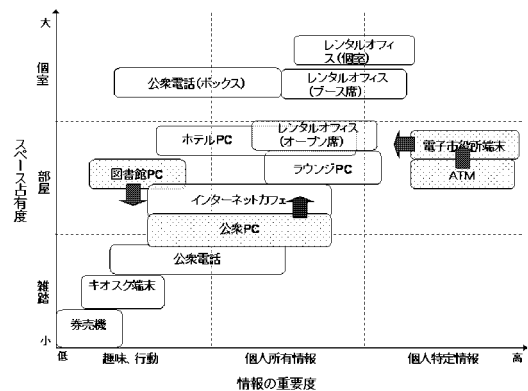 大
個室
スペース占有度
部屋
雑踏
小
レンタルオフィ
ス(個室)
公衆電話(ボックス)
レンタルオフィス
(ブース席)
ホテルPC
レンタルオフィス
(オープン席)
電子市役所端末
図書館PC
ラウンジPC
ATM
インターネットカフェ
公衆PC
公衆電話
キオスク端末
券売機
低
趣味、行動
個人所有情報
個人特定情報
高
情報の重要度